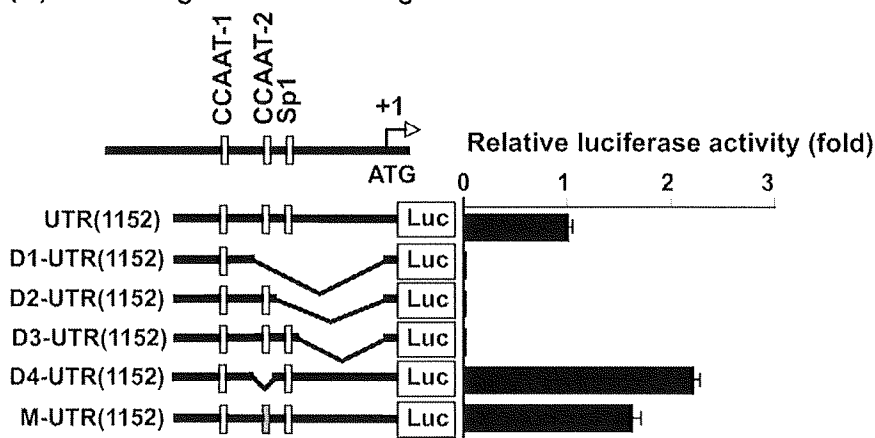 CCAAT-1
CCAAT-2
Sp1
+1
ATG
Relative luciferase activity (fold)
0 1 2 3
UTR(1152) Luc
D1-UTR(1152) Luc
D2-UTR(1152) Luc
D3-UTR(1152) Luc
D4-UTR(1152) Luc
M-UTR(1152) Luc